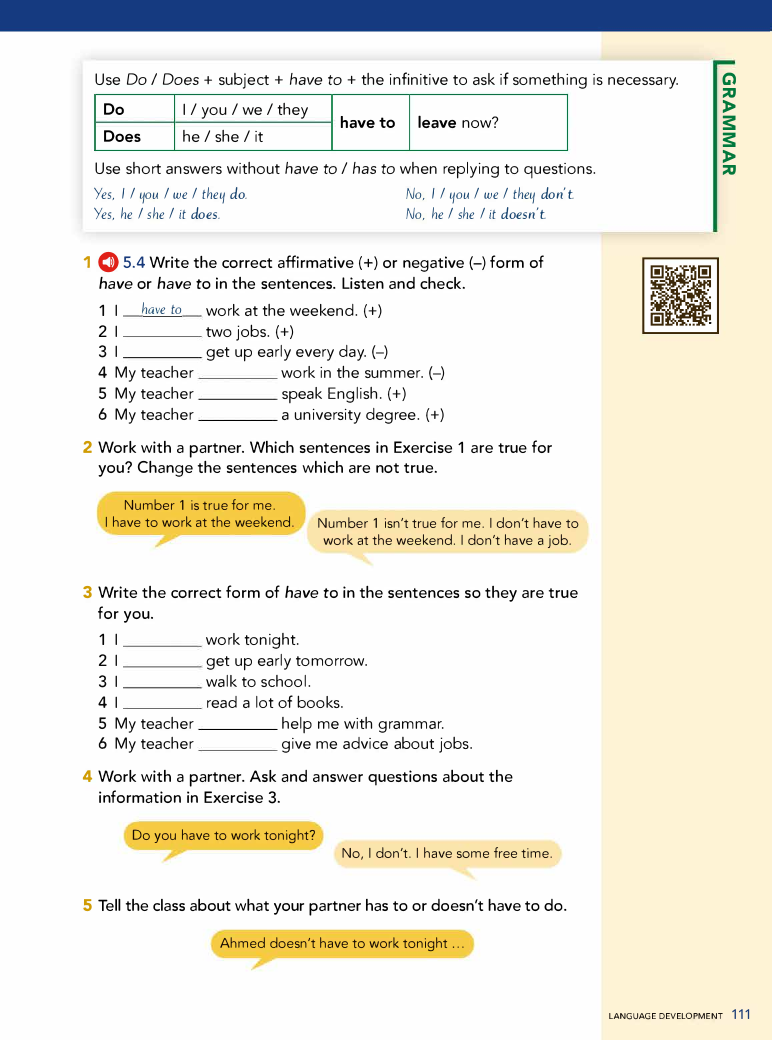 Use Do / Does + subject + have to + the infinitive to ask if something is necessary.
Do I / you / we / they have to leave now?
Does he / she / it
Use short answers without have to / has to when replying to questions.
Yes, I / you / we / they do. No, I / you / we / they don't.
Yes, he / she / it does. No, he / she / it doesn't.
GRAMMAR
1 5.4 Write the correct affirmative (+) or negative (–) form of
have or have to in the sentences. Listen and check.
1 I have to work at the weekend. (+)
2 I __________ two jobs. (+)
3 I __________ get up early every day. (–)
4 My teacher __________ work in the summer. (–)
5 My teacher __________ speak English. (+)
6 My teacher __________ a university degree. (+)
2 Work with a partner. Which sentences in Exercise 1 are true for
you? Change the sentences which are not true.
Number 1 is true for me.
I have to work at the weekend.
Number 1 isn't true for me. I don't have to
work at the weekend. I don't have a job.
3 Write the correct form of have to in the sentences so they are true
for you.
1 I __________ work tonight.
2 I __________ get up early tomorrow.
3 I __________ walk to school.
4 I __________ read a lot of books.
5 My teacher __________ help me with grammar.
6 My teacher __________ give me advice about jobs.
4 Work with a partner. Ask and answer questions about the
information in Exercise 3.
Do you have to work tonight?
No, I don't. I have some free time.
5 Tell the class about what your partner has to or doesn't have to do.
Ahmed doesn't have to work tonight ...
LANGUAGE DEVELOPMENT 111